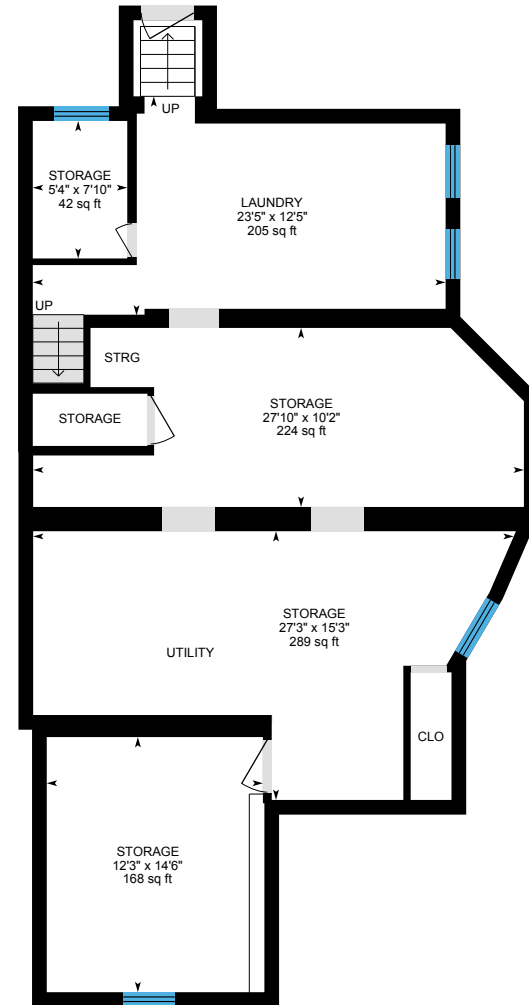 UP
STORAGE
5'4" x 7'10"
42 sq ft
LAUNDRY
23'5" x 12'5"
205 sq ft
UP
STRG
STORAGE
STORAGE
27'10" x 10'2"
224 sq ft
STORAGE
27'3" x 15'3"
289 sq ft
UTILITY
CLO
STORAGE
12'3" x 14'6"
168 sq ft